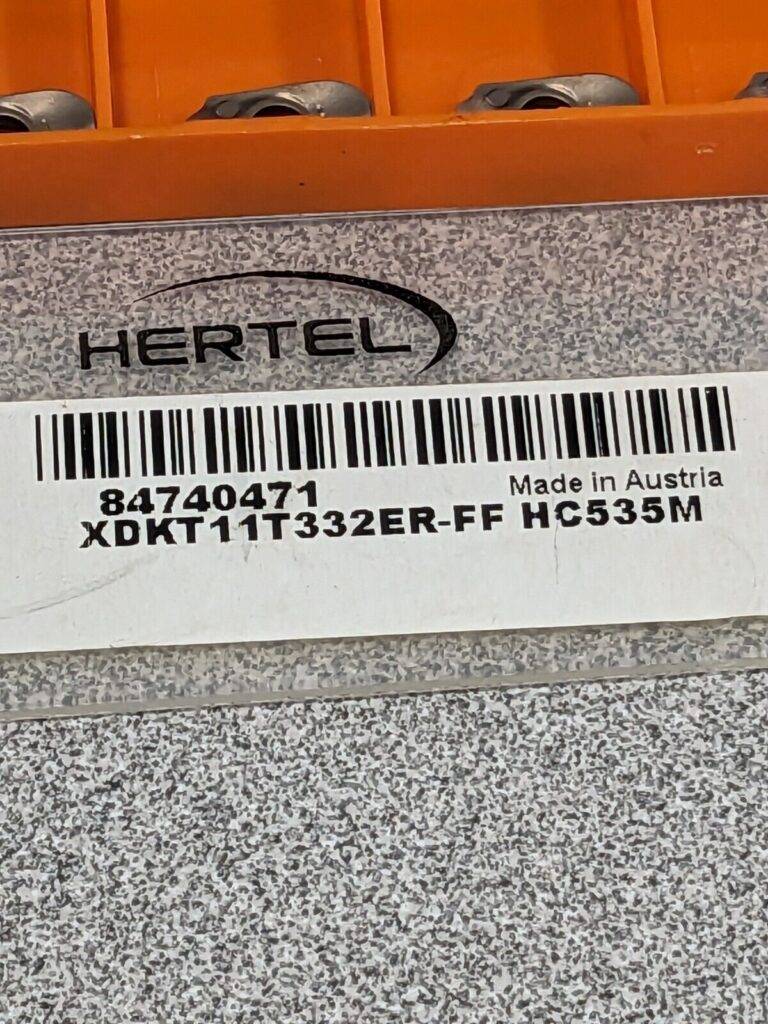 HERTEL
84740471
Made in Austria
XDKT11T332ER-FF HC535M